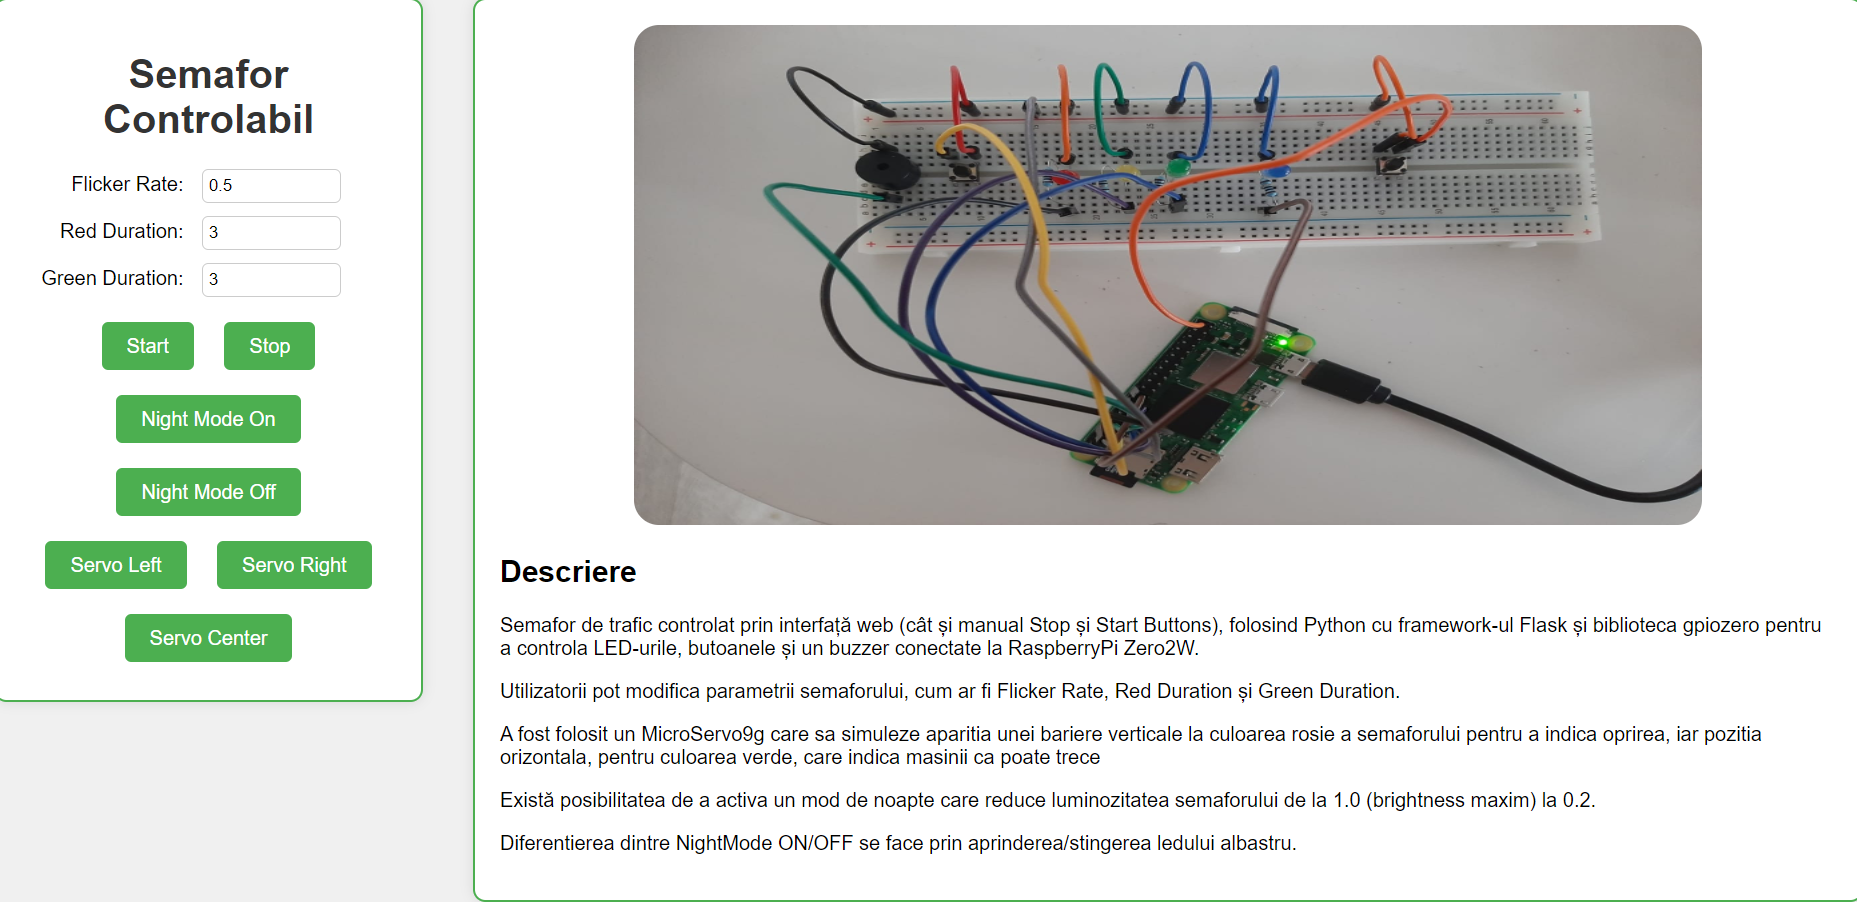 Semafor
Controlabil
Flicker Rate:
0.5
Red Duration:
3
Green Duration:
3
Start
Stop
Night Mode On
Night Mode Off
Servo Left
Servo Right
Servo Center
Descriere
Semafor de trafic controlat prin interfață web (cât și manual Stop și Start Buttons), folosind Python cu framework-ul Flask și biblioteca gpiozero pentru
a controla LED-urile, butoanele și un buzzer conectate la RaspberryPi Zero2W.
Utilizatorii pot modifica parametrii semaforului, cum ar fi Flicker Rate, Red Duration și Green Duration.
A fost folosit un MicroServo9g care sa simuleze aparitia unei bariere verticale la culoarea rosie a semaforului pentru a indica oprirea, iar pozitia
orizontala, pentru culoarea verde, care indica masinii ca poate trece
Există posibilitatea de a activa un mod de noapte care reduce luminozitatea semaforului de la 1.0 (brightness maxim) la 0.2.
Diferentierea dintre NightMode ON/OFF se face prin aprinderea/stingerea ledului albastru.